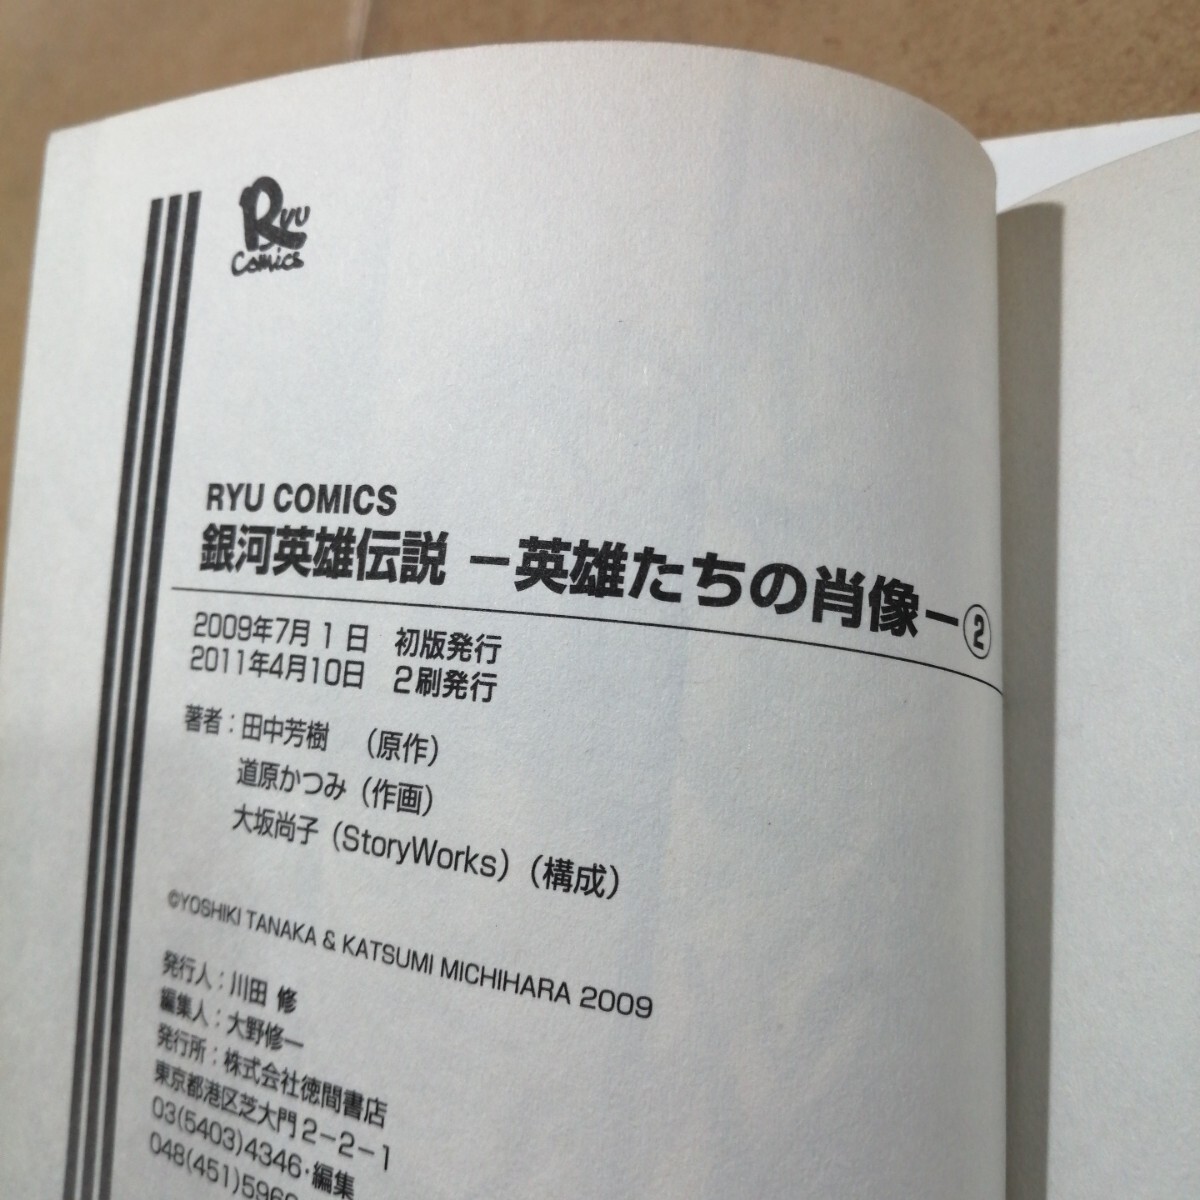 RYU
Comics
RYU COMICS
銀河英雄伝説 −英雄たちの肖像−②
2009年7月1日 初版発行
2011年4月10日 2刷発行
著者:田中芳樹 (原作)
道原かつみ(作画)
大坂尚子(StoryWorks)(構成)
©YOSHIKI TANAKA & KATSUMI MICHIHARA 2009
発行人:川田 修
編集人:大野修一
発行所:株式会社徳間書店
東京都港区芝大門2−2−1
03(5403)4346・編集
048(451)5960